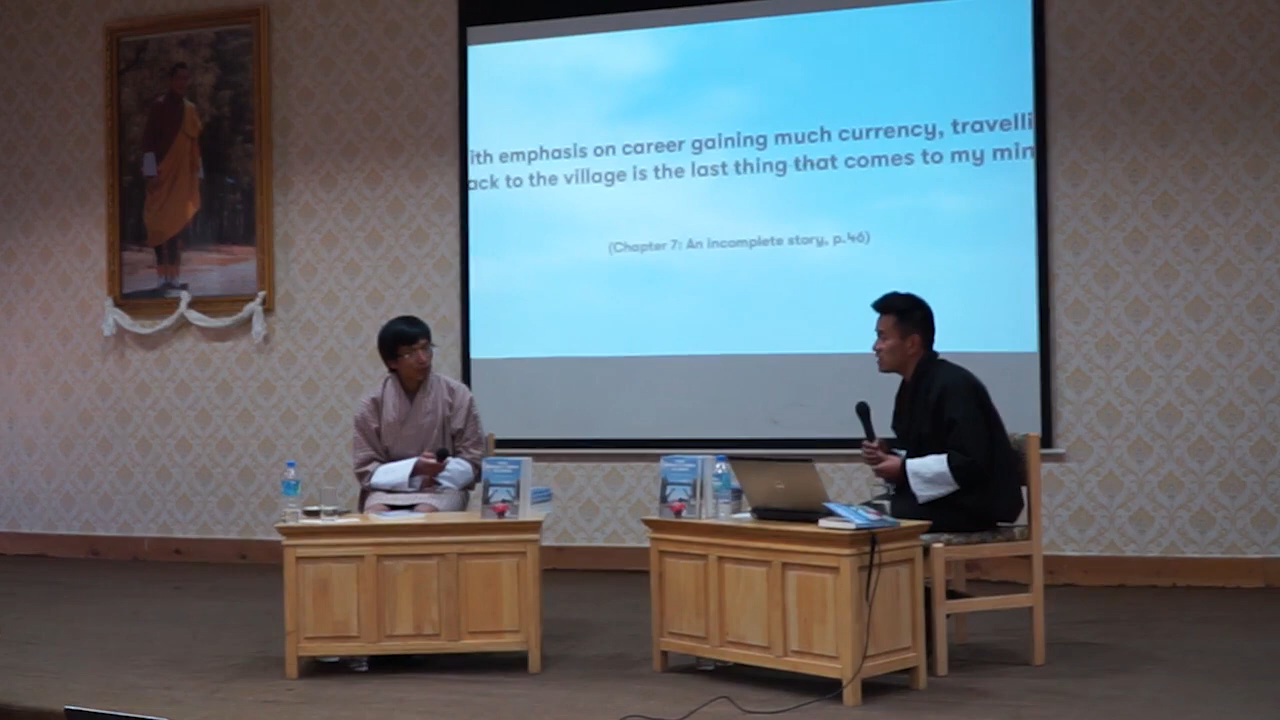 ith emphasis on career gaining much currency, travelli
ack to the village is the last thing that comes to my min
(Chapter 7: An incomplete story, p.46)